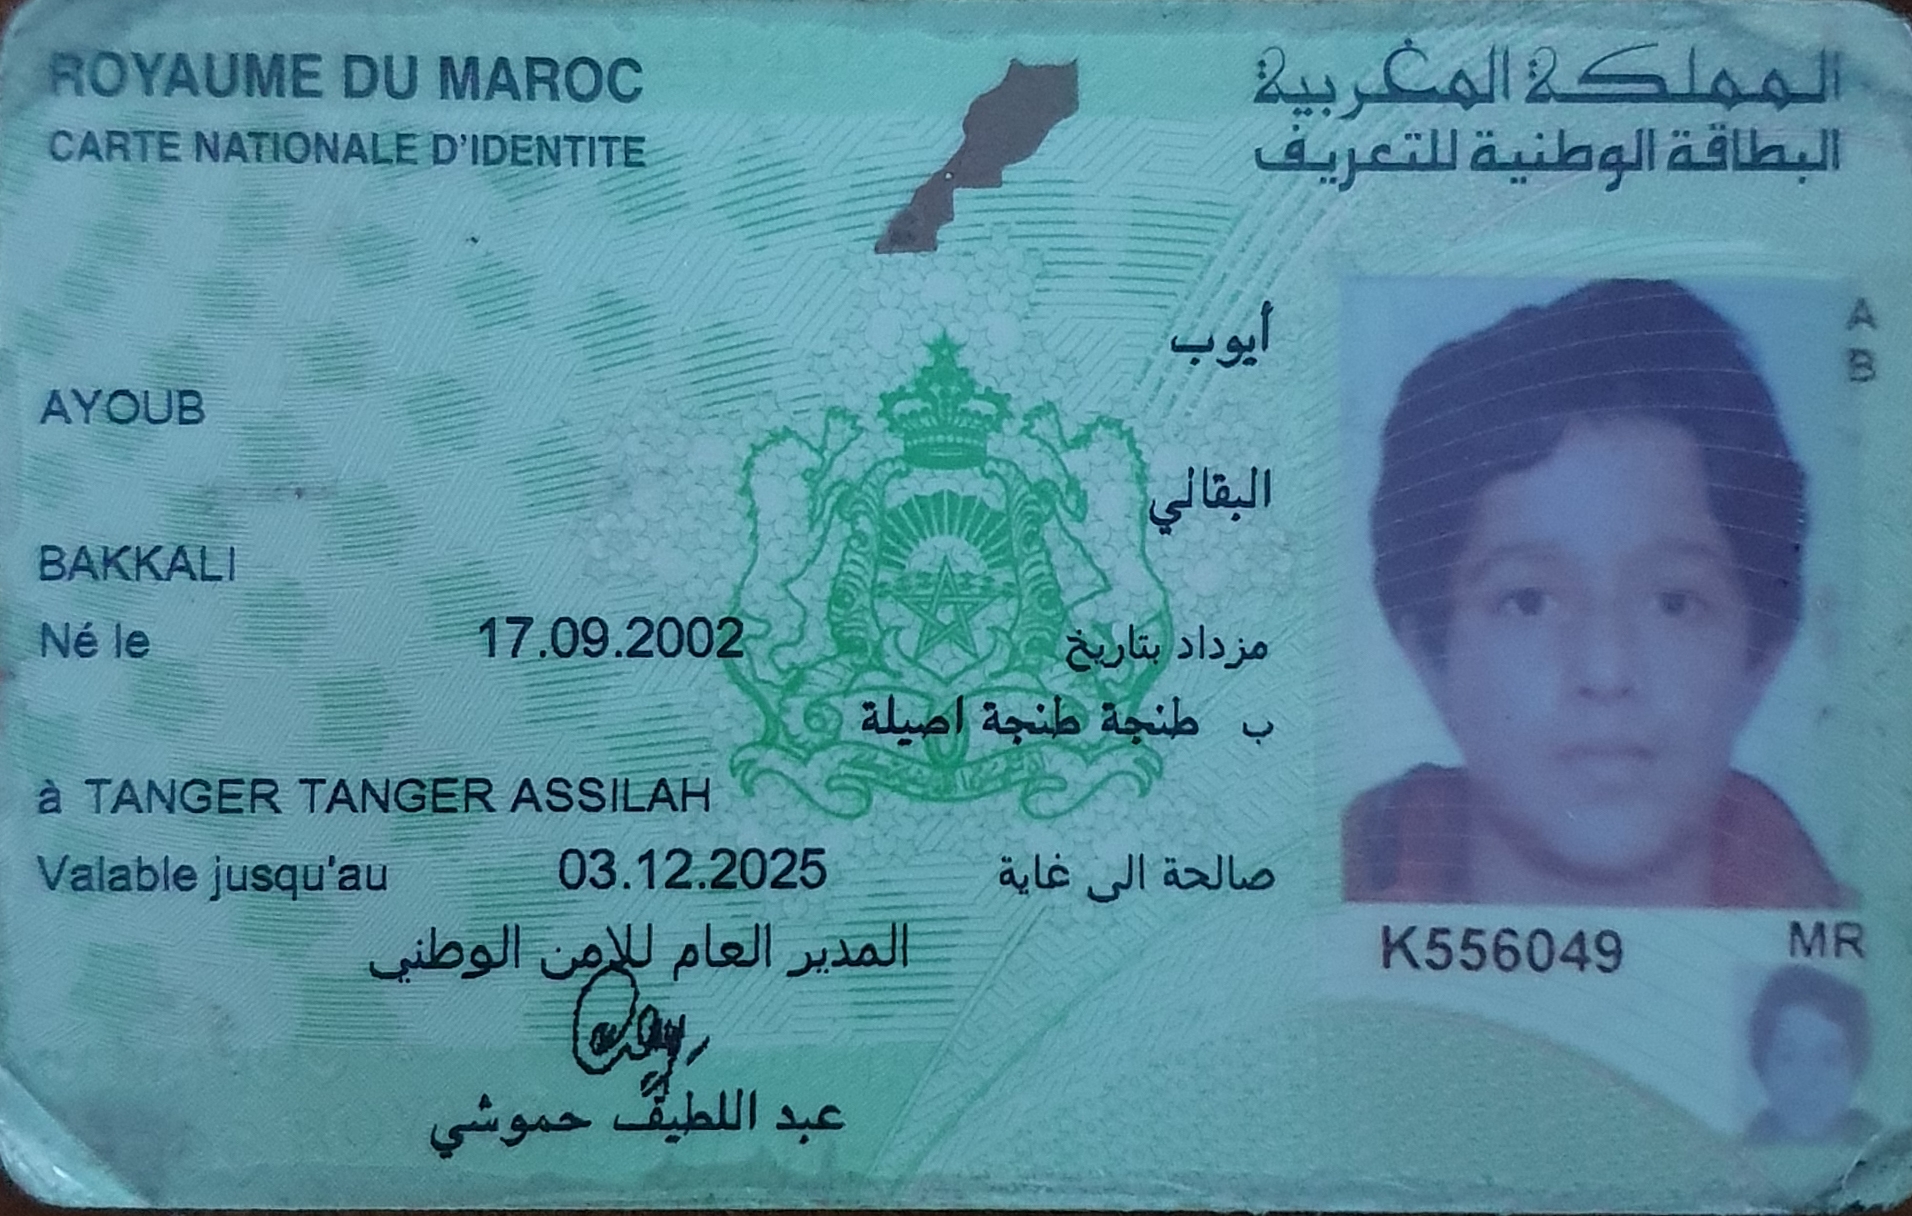 ROYAUME DU MAROC
المملكة المغربية
CARTE NATIONALE D'IDENTITE
البطاقة الوطنية للتعريف
أيوب
AYOUB
البقالي
BAKKALI
Né le 17.09.2002 مزداد بتاريخ
ب طنجة طنجة اصيلة
à TANGER TANGER ASSILAH
Valable jusqu'au 03.12.2025 صالحة الى غاية
المدير العام للامن الوطني
عبد اللطيف حموشي
A
B
K556049
MR